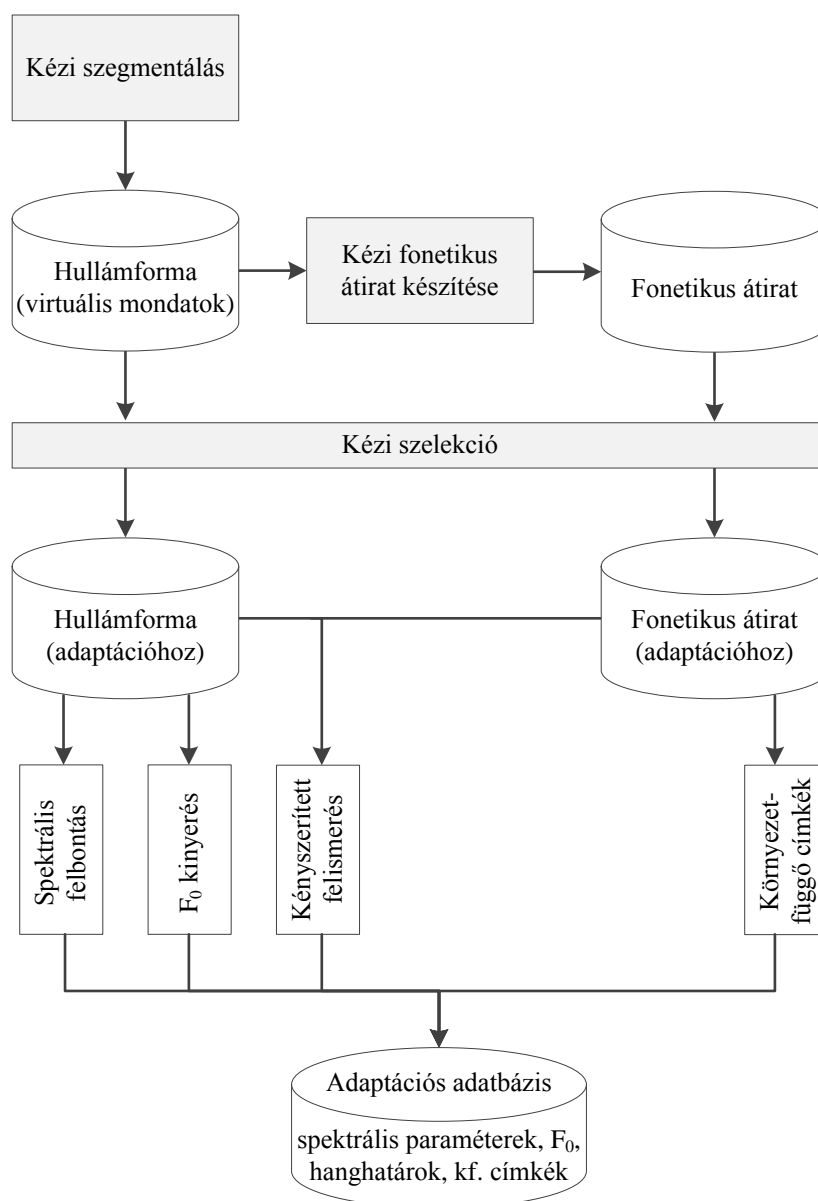 Kézi szegmentálás
Hullámforma
(virtuális mondatok)
Kézi fonetikus
átirat készítése
Fonetikus átirat
Kézi szelekció
Hullámforma
(adaptációhoz)
Fonetikus átirat
(adaptációhoz)
Spektrális
felbontás
F₀ kinyerés
Kényszerített
felismerés
Környezet-
függő címkék
Adaptációs adatbázis
spektrális paraméterek, F₀,
hanghatárok, kf. címkék